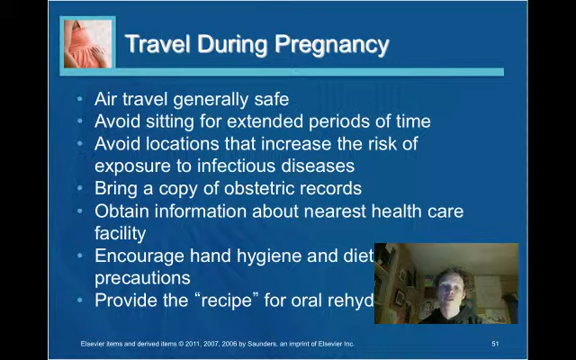 Travel During Pregnancy
• Air travel generally safe
• Avoid sitting for extended periods of time
• Avoid locations that increase the risk of
exposure to infectious diseases
• Bring a copy of obstetric records
• Obtain information about nearest health care
facility
• Encourage hand hygiene and diet
precautions
• Provide the “recipe” for oral rehyd
Elsevier items and derived items © 2011, 2007, 2006 by Saunders, an imprint of Elsevier Inc.
51